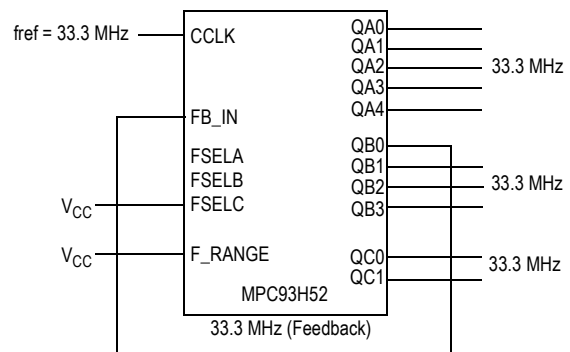 fref = 33.3 MHz
CCLK
QA0
QA1
QA2
QA3
QA4
33.3 MHz
FB_IN
QB0
QB1
QB2
QB3
33.3 MHz
FSELA
FSELB
VCC
FSELC
VCC
F_RANGE
QC0
QC1
33.3 MHz
MPC93H52
33.3 MHz (Feedback)